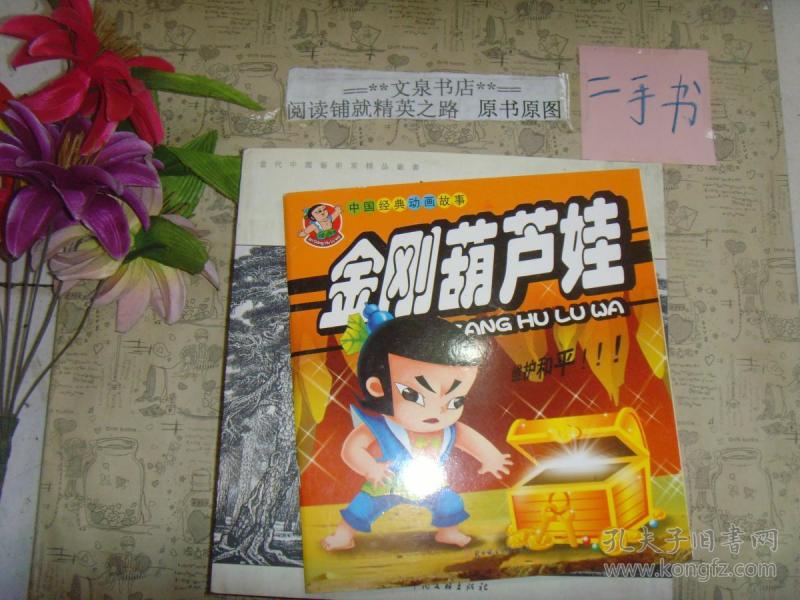 ==**文泉书店**==
阅读铺就精英之路 原书原图
二手书
中国经典动画故事
金刚葫芦娃
GANG HU LU WA
护和平!!!
孔夫子旧书网
www.kongfz.com